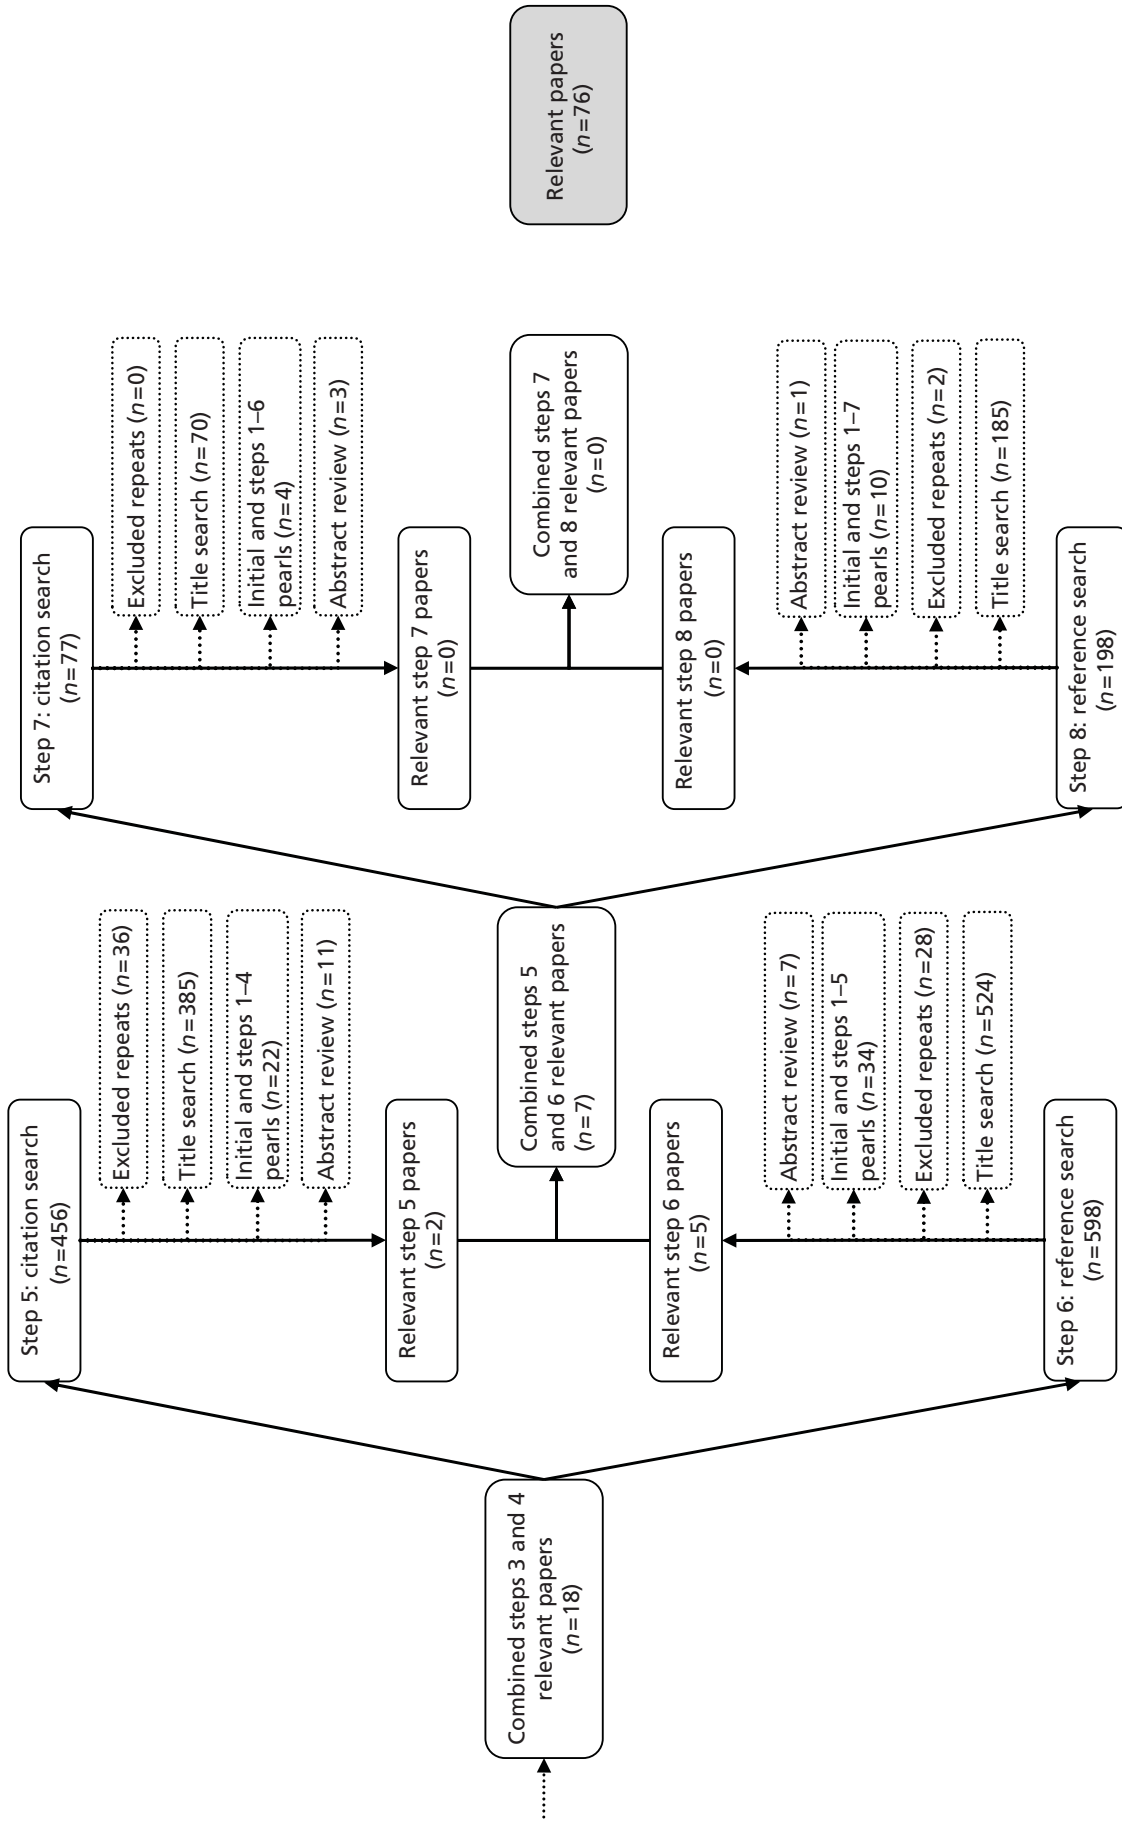 Combined steps 3 and 4
relevant papers
(n=18)
Step 5: citation search
(n=456)
Excluded repeats (n=36)
Title search (n=385)
Initial and steps 1–4
pearls (n=22)
Abstract review (n=11)
Relevant step 5 papers
(n=2)
Combined steps 5
and 6 relevant papers
(n=7)
Relevant step 6 papers
(n=5)
Abstract review (n=7)
Initial and steps 1–5
pearls (n=34)
Excluded repeats (n=28)
Title search (n=524)
Step 6: reference search
(n=598)
Step 7: citation search
(n=77)
Excluded repeats (n=0)
Title search (n=70)
Initial and steps 1–6
pearls (n=4)
Abstract review (n=3)
Relevant step 7 papers
(n=0)
Combined steps 7
and 8 relevant papers
(n=0)
Relevant step 8 papers
(n=0)
Abstract review (n=1)
Initial and steps 1–7
pearls (n=10)
Excluded repeats (n=2)
Title search (n=185)
Step 8: reference search
(n=198)
Relevant papers
(n=76)